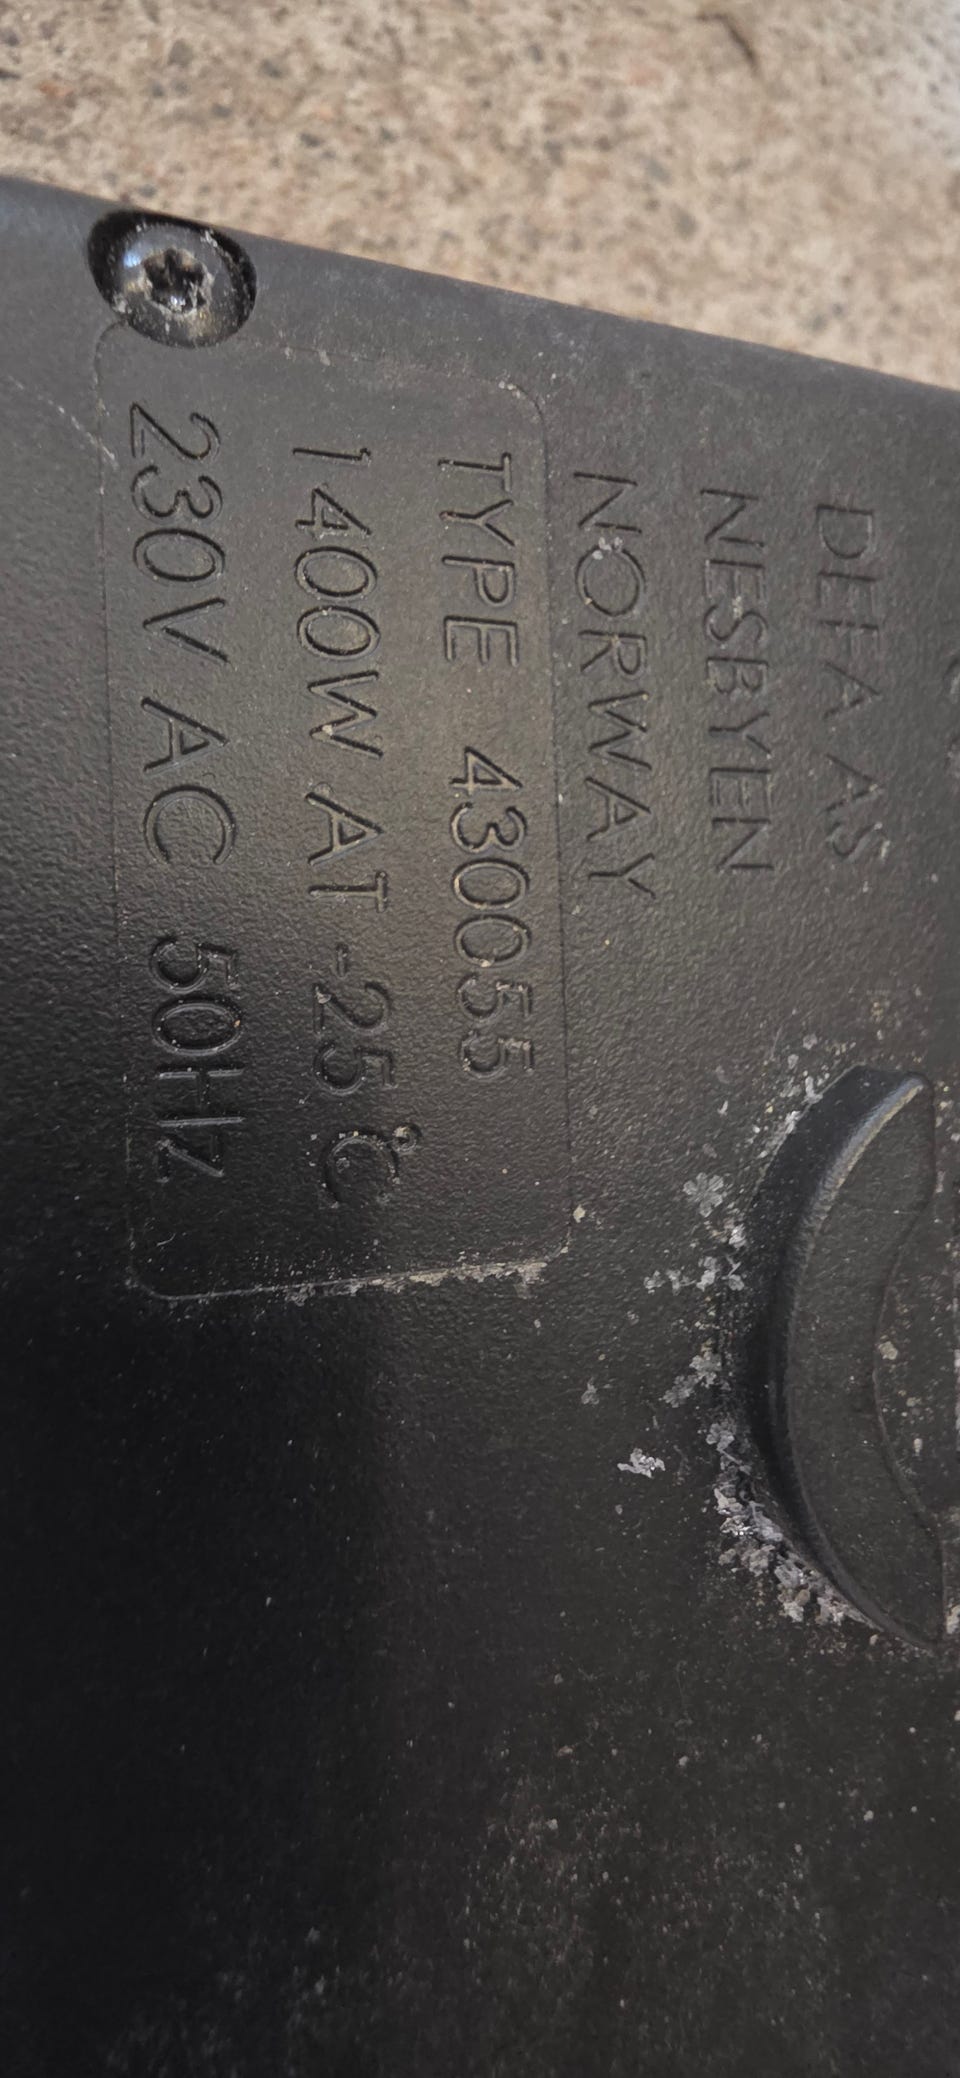 DEFA AS
NESBYEN
NORWAY
TYPE 430055
1400W AT -25°C
230V AC 50HZ